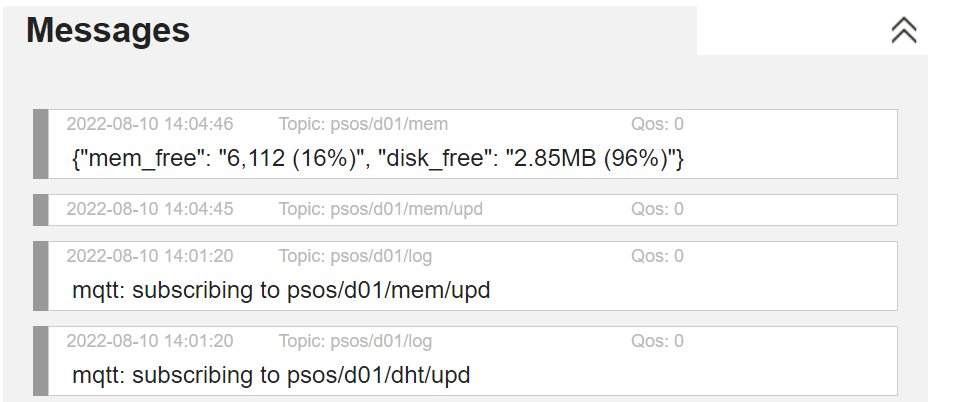 Messages
2022-08-10 14:04:46 Topic: psos/d01/mem Qos: 0
{"mem_free": "6,112 (16%)", "disk_free": "2.85MB (96%)"}
2022-08-10 14:04:45 Topic: psos/d01/mem/upd Qos: 0
2022-08-10 14:01:20 Topic: psos/d01/log Qos: 0
mqtt: subscribing to psos/d01/mem/upd
2022-08-10 14:01:20 Topic: psos/d01/log Qos: 0
mqtt: subscribing to psos/d01/dht/upd